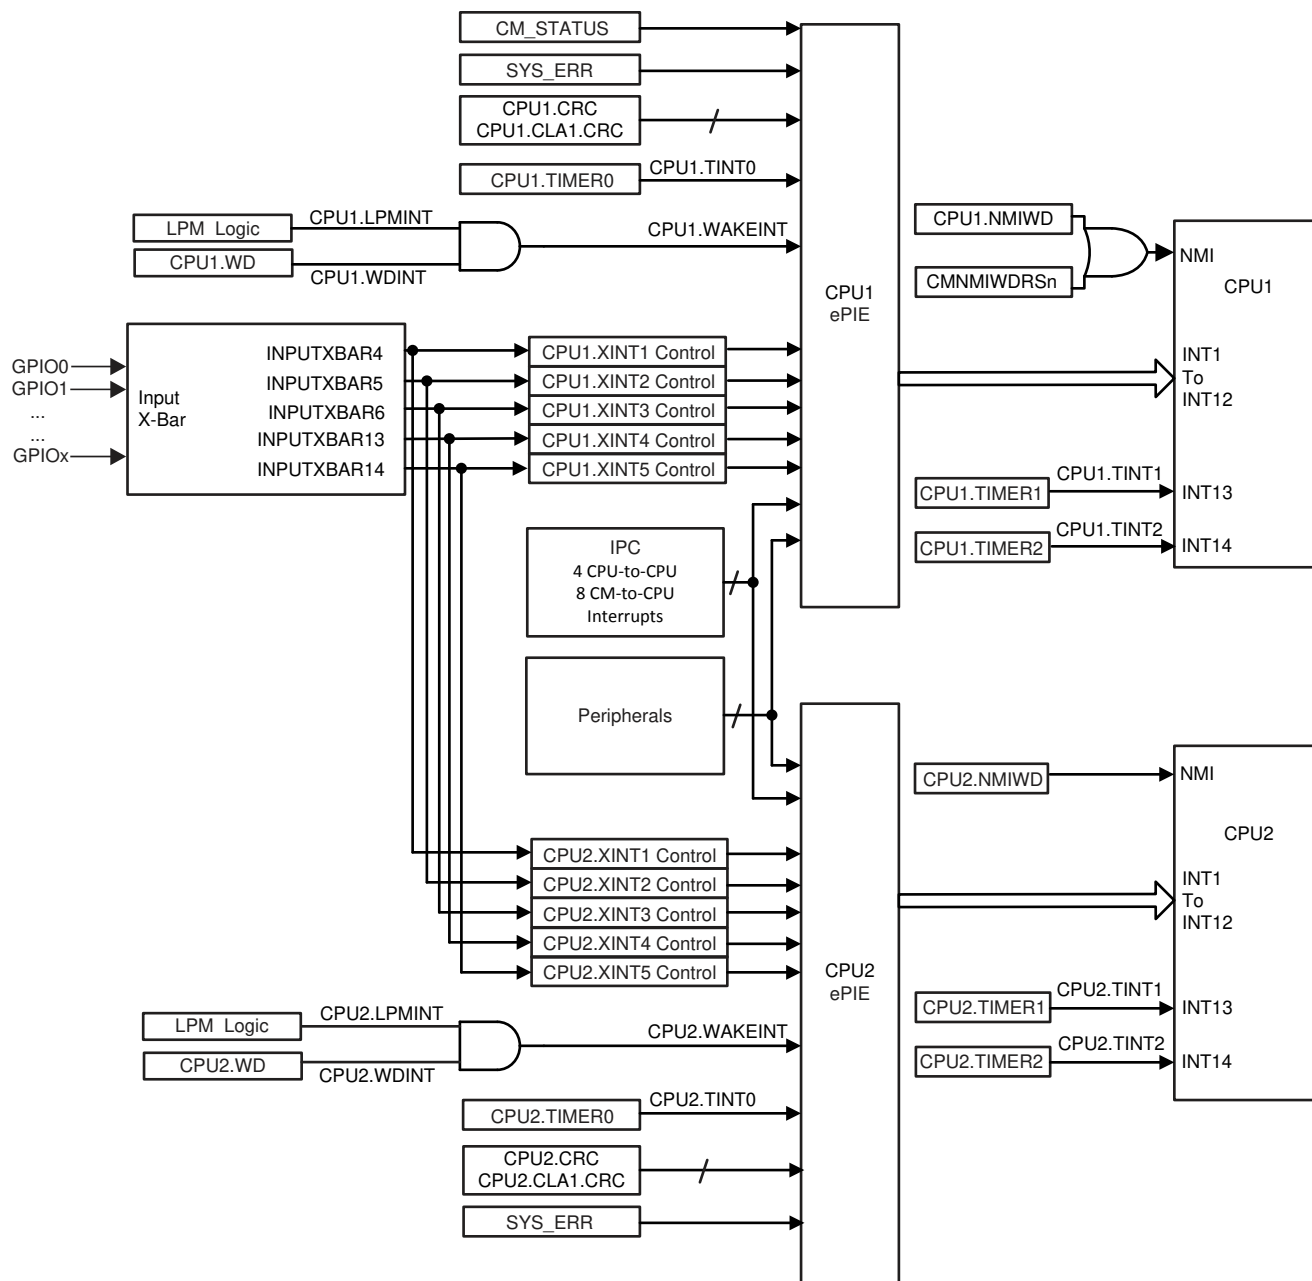 CM_STATUS
SYS_ERR
CPU1.CRC
CPU1.CLA1.CRC
CPU1.TIMER0
CPU1.TINT0
LPM Logic
CPU1.LPMINT
CPU1.WD
CPU1.WDINT
CPU1.WAKEINT
CPU1
ePIE
CPU1.NMIWD
CMNMIWDRSn
NMI
CPU1
INT1
To
INT12
CPU1.TIMER1
CPU1.TINT1
INT13
CPU1.TIMER2
CPU1.TINT2
INT14
GPIO0
GPIO1
...
...
GPIOx
Input
X-Bar
INPUTXBAR4
INPUTXBAR5
INPUTXBAR6
INPUTXBAR13
INPUTXBAR14
CPU1.XINT1 Control
CPU1.XINT2 Control
CPU1.XINT3 Control
CPU1.XINT4 Control
CPU1.XINT5 Control
IPC
4 CPU-to-CPU
8 CM-to-CPU
Interrupts
Peripherals
CPU2.XINT1 Control
CPU2.XINT2 Control
CPU2.XINT3 Control
CPU2.XINT4 Control
CPU2.XINT5 Control
CPU2
ePIE
CPU2.NMIWD
NMI
CPU2
INT1
To
INT12
CPU2.TIMER1
CPU2.TINT1
INT13
CPU2.TIMER2
CPU2.TINT2
INT14
LPM Logic
CPU2.LPMINT
CPU2.WD
CPU2.WDINT
CPU2.WAKEINT
CPU2.TIMER0
CPU2.TINT0
CPU2.CRC
CPU2.CLA1.CRC
SYS_ERR